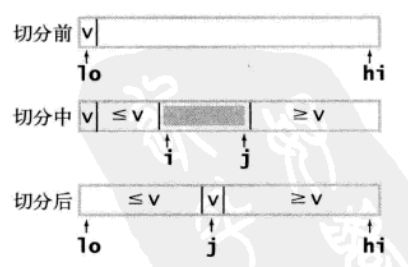 切分前 v
lo hi
切分中 v ≤ v ≥ v
i j
切分后 ≤ v v ≥ v
lo j hi